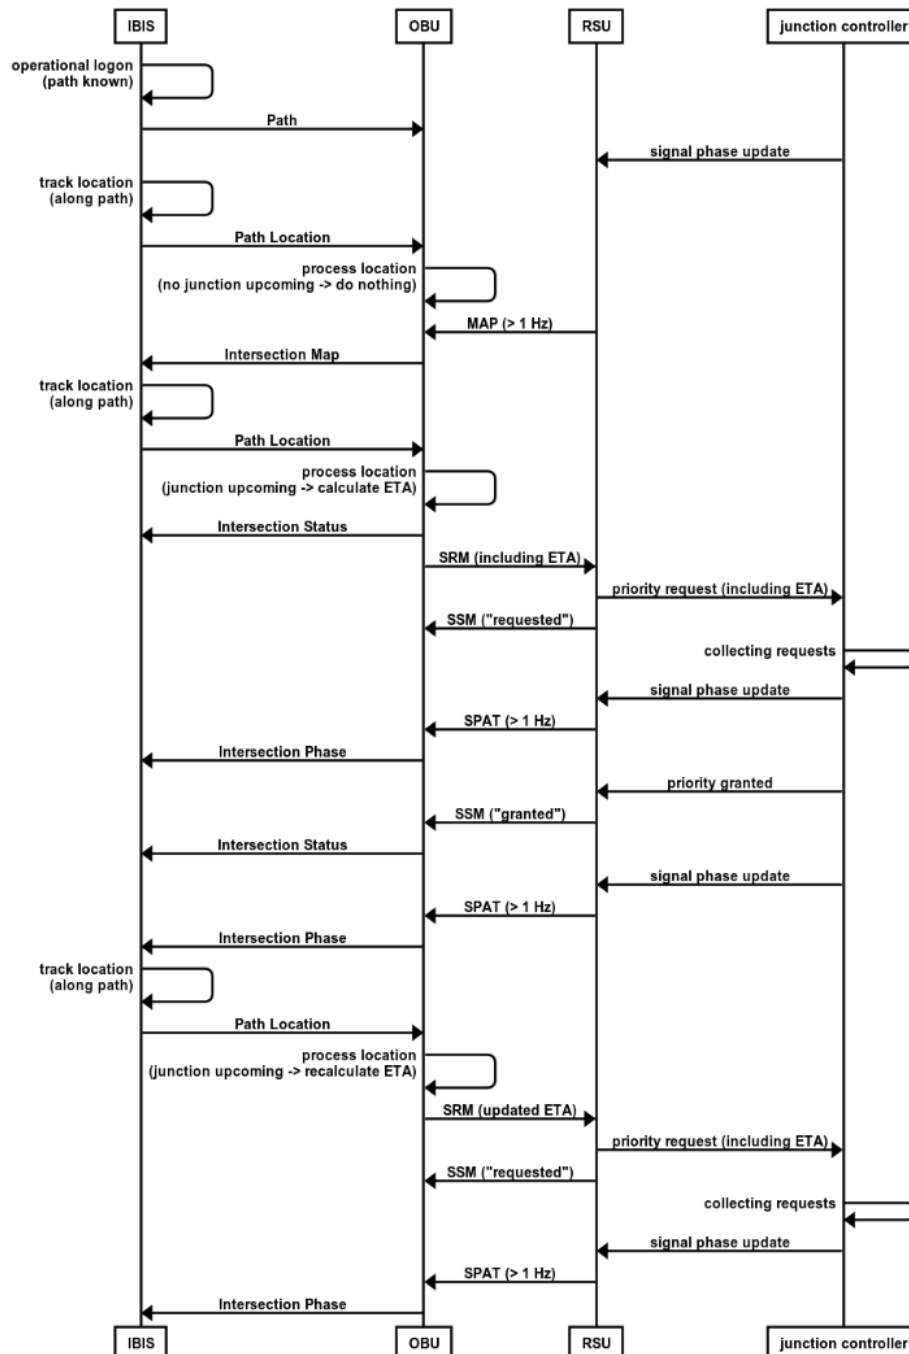 IBIS
OBU
RSU
junction controller
operational logon
(path known)
Path
signal phase update
track location
(along path)
Path Location
process location
(no junction upcoming -> do nothing)
MAP (> 1 Hz)
Intersection Map
track location
(along path)
Path Location
process location
(junction upcoming -> calculate ETA)
Intersection Status
SRM (including ETA)
priority request (including ETA)
SSM ("requested")
collecting requests
signal phase update
SPAT (> 1 Hz)
Intersection Phase
priority granted
SSM ("granted")
Intersection Status
signal phase update
SPAT (> 1 Hz)
Intersection Phase
track location
(along path)
Path Location
process location
(junction upcoming -> recalculate ETA)
SRM (updated ETA)
priority request (including ETA)
SSM ("requested")
collecting requests
signal phase update
SPAT (> 1 Hz)
Intersection Phase
IBIS
OBU
RSU
junction controller